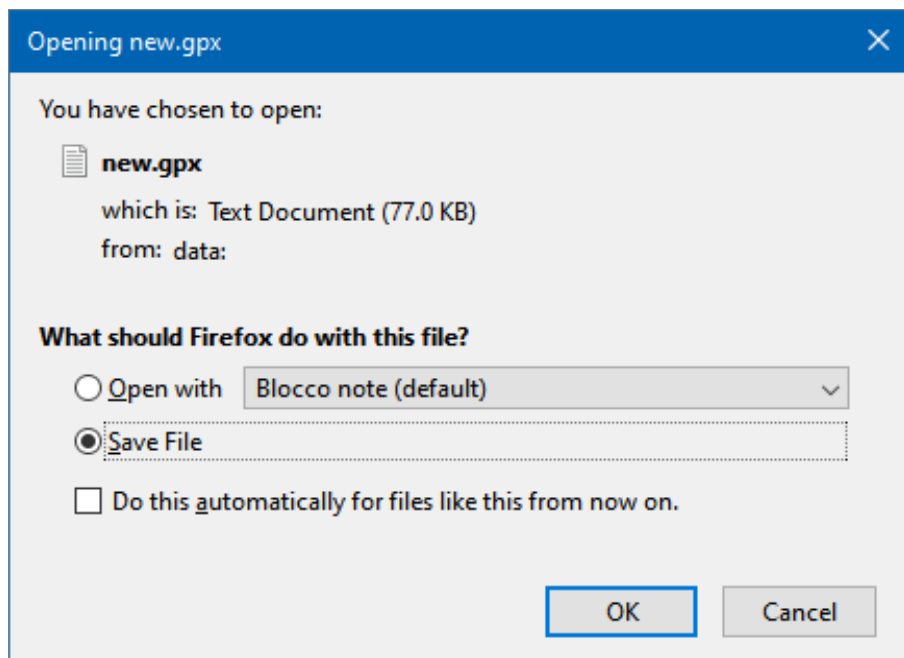 Opening new.gpx
You have chosen to open:
new.gpx
which is: Text Document (77.0 KB)
from: data:
What should Firefox do with this file?
Open with Blocco note (default)
Save File
Do this automatically for files like this from now on.
OK Cancel